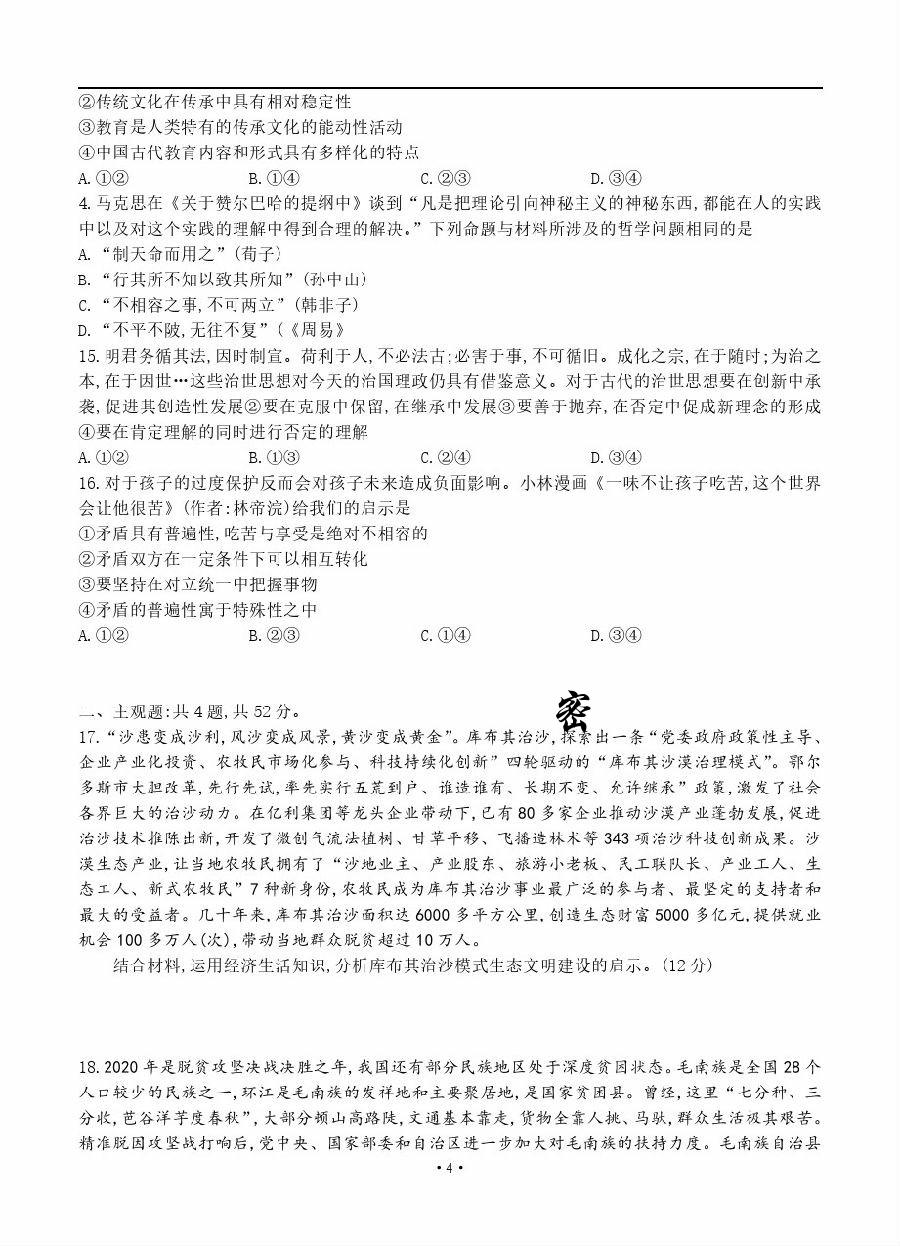 ②传统文化在传承中具有相对稳定性
③教育是人类特有的传承文化的能动性活动
④中国古代教育内容和形式具有多样化的特点
A.①② B.①④ C.②③ D.③④
4.马克思在《关于赞尔巴哈的提纲中》谈到“凡是把理论引向神秘主义的神秘东西,都能在人的实践
中以及对这个实践的理解中得到合理的解决。”下列命题与材料所涉及的哲学问题相同的是
A.“制天命而用之”(荀子)
B.“行其所不知以致其所知”(孙中山)
C.“不相容之事,不可两立”(韩非子)
D.“不平不陂,无往不复”(《周易》
15.明君务循其法,因时制宜。荷利于人,不必法古;必害于事,不可循旧。成化之宗,在于随时;为治之
本,在于因世…这些治世思想对今天的治国理政仍具有借鉴意义。对于古代的治世思想要在创新中承
袭,促进其创造性发展②要在克服中保留,在继承中发展③要善于抛弃,在否定中促成新理念的形成
④要在肯定理解的同时进行否定的理解
A.①② B.①③ C.②④ D.③④
16.对于孩子的过度保护反而会对孩子未来造成负面影响。小林漫画《一味不让孩子吃苦,这个世界
会让他很苦》(作者:林帝浣)给我们的启示是
①矛盾具有普遍性,吃苦与享受是绝对不相容的
②矛盾双方在一定条件下可以相互转化
③要坚持在对立统一中把握事物
④矛盾的普遍性寓于特殊性之中
A.①② B.②③ C.①④ D.③④
二、主观题:共4题,共52分。
密
17.“沙患变成沙利,风沙变成风景,黄沙变成黄金”。库布其治沙,探索出一条“党委政府政策性主导、
企业产业化投资、农牧民市场化参与、科技持续化创新”四轮驱动的“库布其沙漠治理模式”。鄂尔
多斯市大胆改革,先行先试,率先实行五荒到户、谁造谁有、长期不变、允许继承”政策,激发了社会
各界巨大的治沙动力。在亿利集团等龙头企业带动下,已有80多家企业推动沙漠产业蓬勃发展,促进
治沙技术推陈出新,开发了微创气流法植树、甘草平移、飞播造林术等343项治沙科技创新成果。沙
漠生态产业,让当地农牧民拥有了“沙地业主、产业股东、旅游小老板、民工联队长、产业工人、生
态工人、新式农牧民”7种新身份,农牧民成为库布其治沙事业最广泛的参与者、最坚定的支持者和
最大的受益者。几十年来,库布其治沙面积达6000多平方公里,创造生态财富5000多亿元,提供就业
机会100多万人(次),带动当地群众脱贫超过10万人。
结合材料,运用经济生活知识,分析库布其治沙模式生态文明建设的启示。(12分)
18.2020年是脱贫攻坚决战决胜之年,我国还有部分民族地区处于深度贫困状态。毛南族是全国28个
人口较少的民族之一,环江是毛南族的发祥地和主要聚居地,是国家贫困县。曾经,这里“七分种、三
分收,芭谷洋芋度春秋”,大部分倾山高路陡,交通基本靠走,货物全靠人挑、马驮,群众生活极其艰苦。
精准脱困攻坚战打响后,党中央、国家部委和自治区进一步加大对毛南族的扶持力度。毛南族自治县
·4·